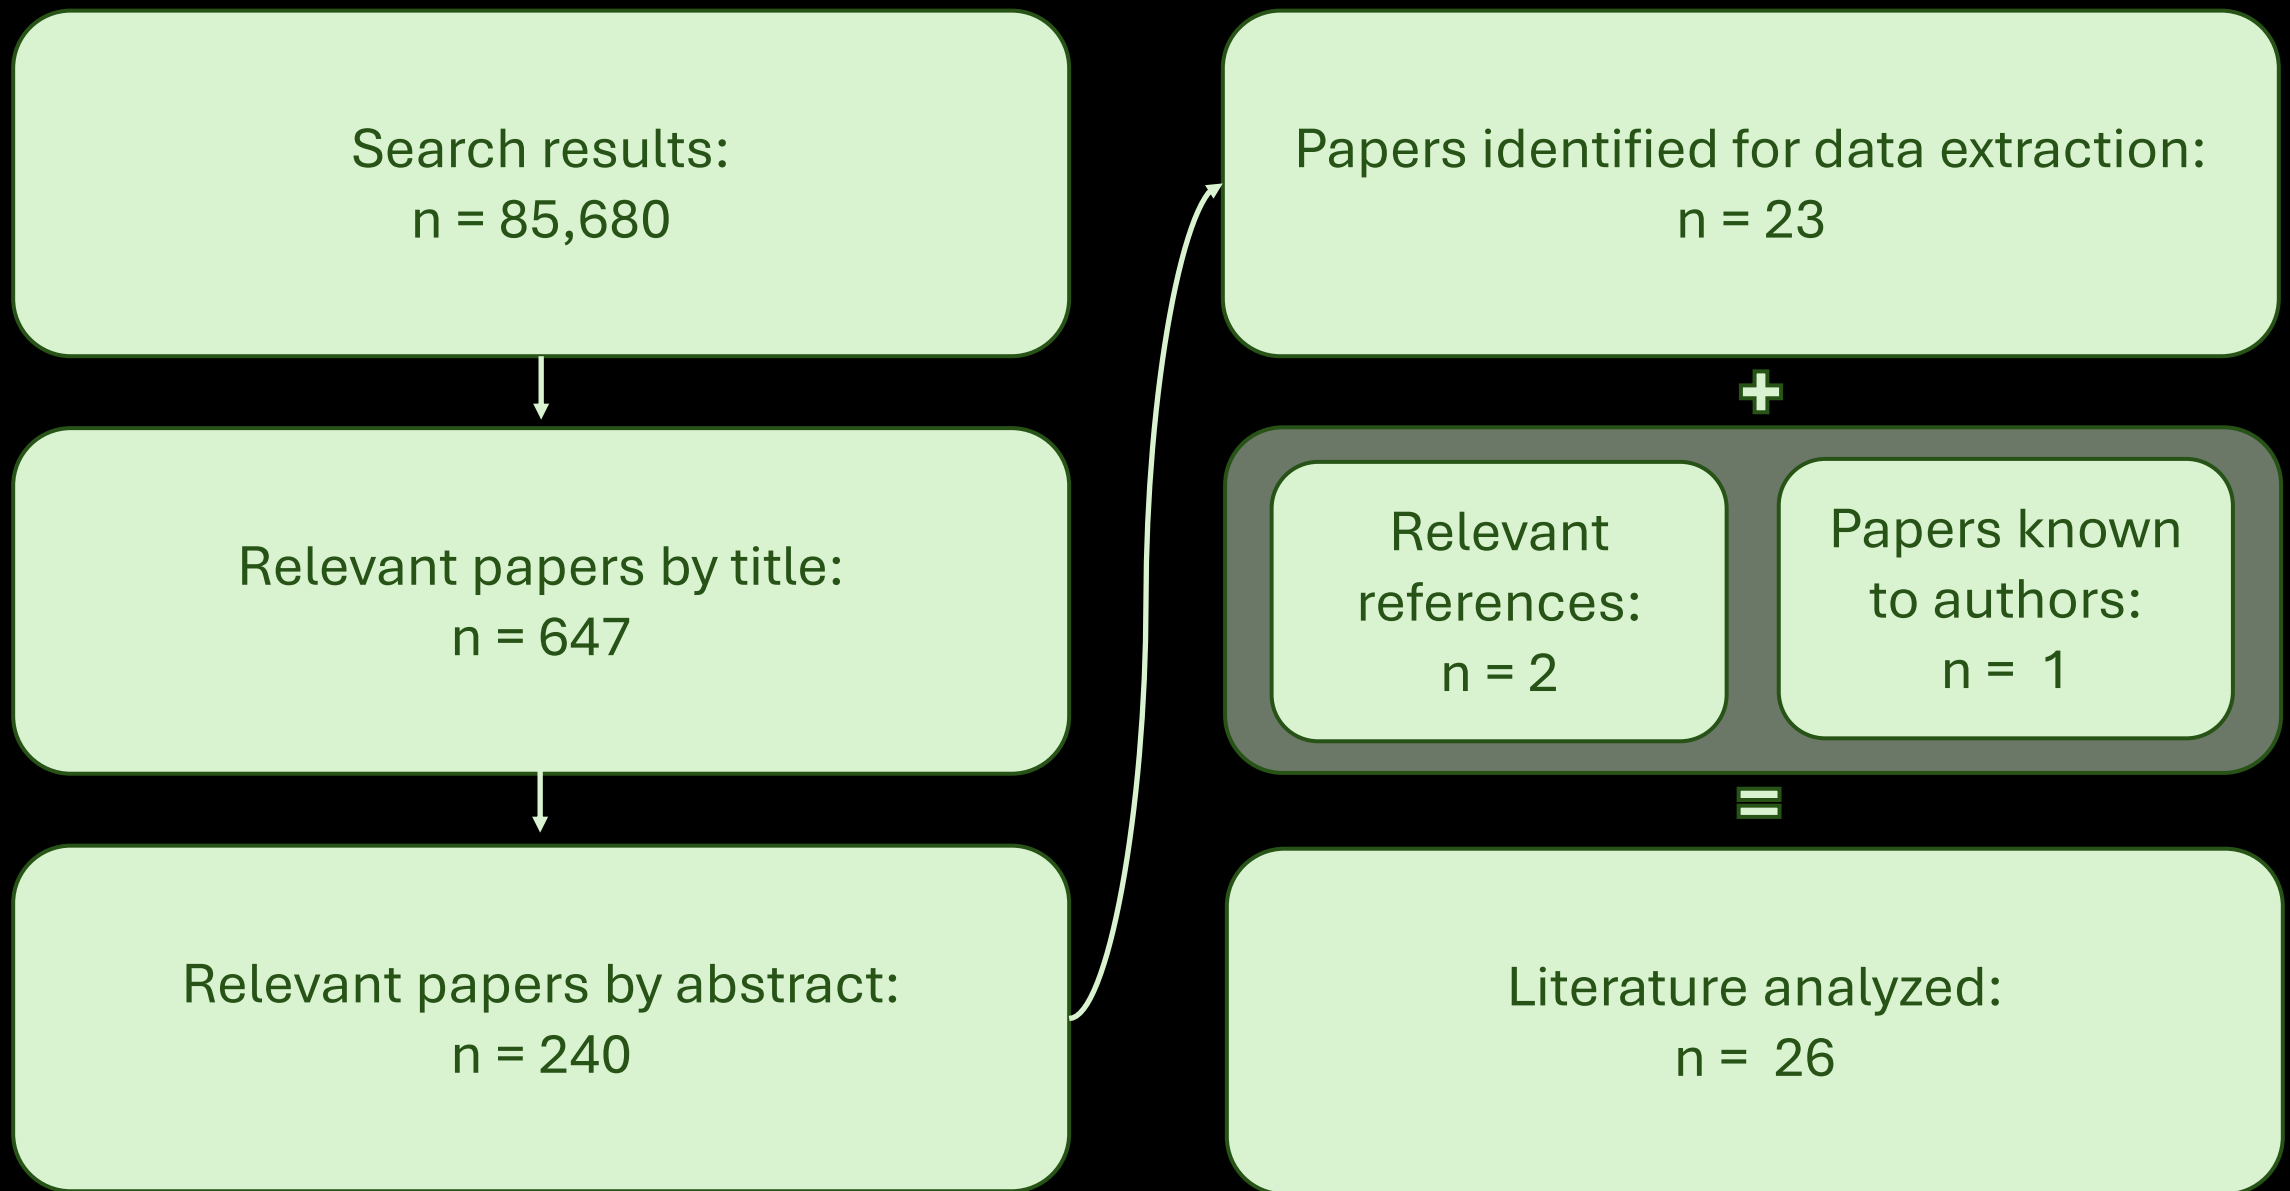 Search results:
n = 85,680
Relevant papers by title:
n = 647
Relevant papers by abstract:
n = 240
Papers identified for data extraction:
n = 23
Relevant
references:
n = 2
Papers known
to authors:
n =  1
Literature analyzed:
n =  26